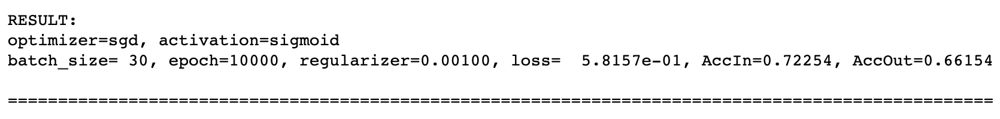 RESULT:
optimizer=sgd, activation=sigmoid
batch_size= 30, epoch=10000, regularizer=0.00100, loss=  5.8157e-01, AccIn=0.72254, AccOut=0.66154
==================================================================================================